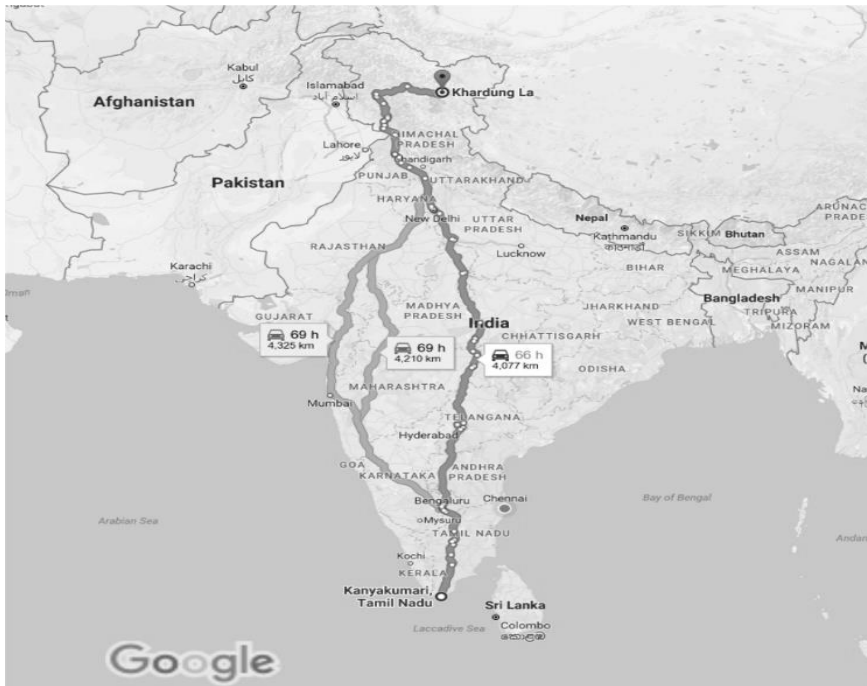 Kabul
کابل
Islamabad
اسلام آباد
Khardung La
Afghanistan
HIMACHAL
PRADESH
Lahore
لاہور
Chandigarh
PUNJAB
UTTARAKHAND
Pakistan
HARYANA
New Delhi
UTTAR
PRADESH
Nepal
Kathmandu
SIKKIM
Bhutan
ARUNAC
PRADE
RAJASTHAN
Lucknow
ASSAM
NAGALAN
Karachi
BIHAR
MEGHALAYA
MANIPUR
Bangladesh
TRIPURA
MIZORAM
GUJARAT
MADHYA
PRADESH
JHARKHAND
WEST BENGAL
India
CHHATTISGARH
69 h
4,325 km
69 h
4,210 km
66 h
4,077 km
ODISHA
MAHARASHTRA
Mumbai
TELANGANA
Hyderabad
GOA
KARNATAKA
ANDHRA
PRADESH
Bengaluru
Chennai
Bay of Bengal
Arabian Sea
Mysuru
TAMIL NADU
Andan
Kochi
KERALA
Kanyakumari,
Tamil Nadu
Sri Lanka
Colombo
Laccadive Sea
Google